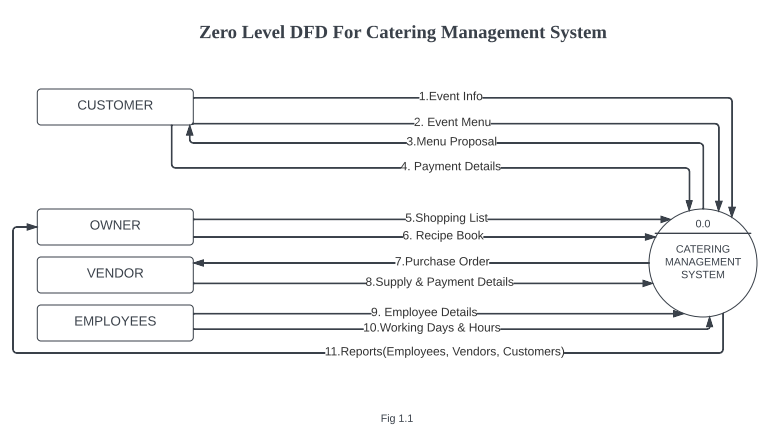 Zero Level DFD For Catering Management System
CUSTOMER
1.Event Info
2. Event Menu
3.Menu Proposal
4. Payment Details
OWNER
5.Shopping List
6. Recipe Book
0.0
CATERING
MANAGEMENT
SYSTEM
VENDOR
7.Purchase Order
8.Supply & Payment Details
EMPLOYEES
9. Employee Details
10.Working Days & Hours
11.Reports(Employees, Vendors, Customers)
Fig 1.1